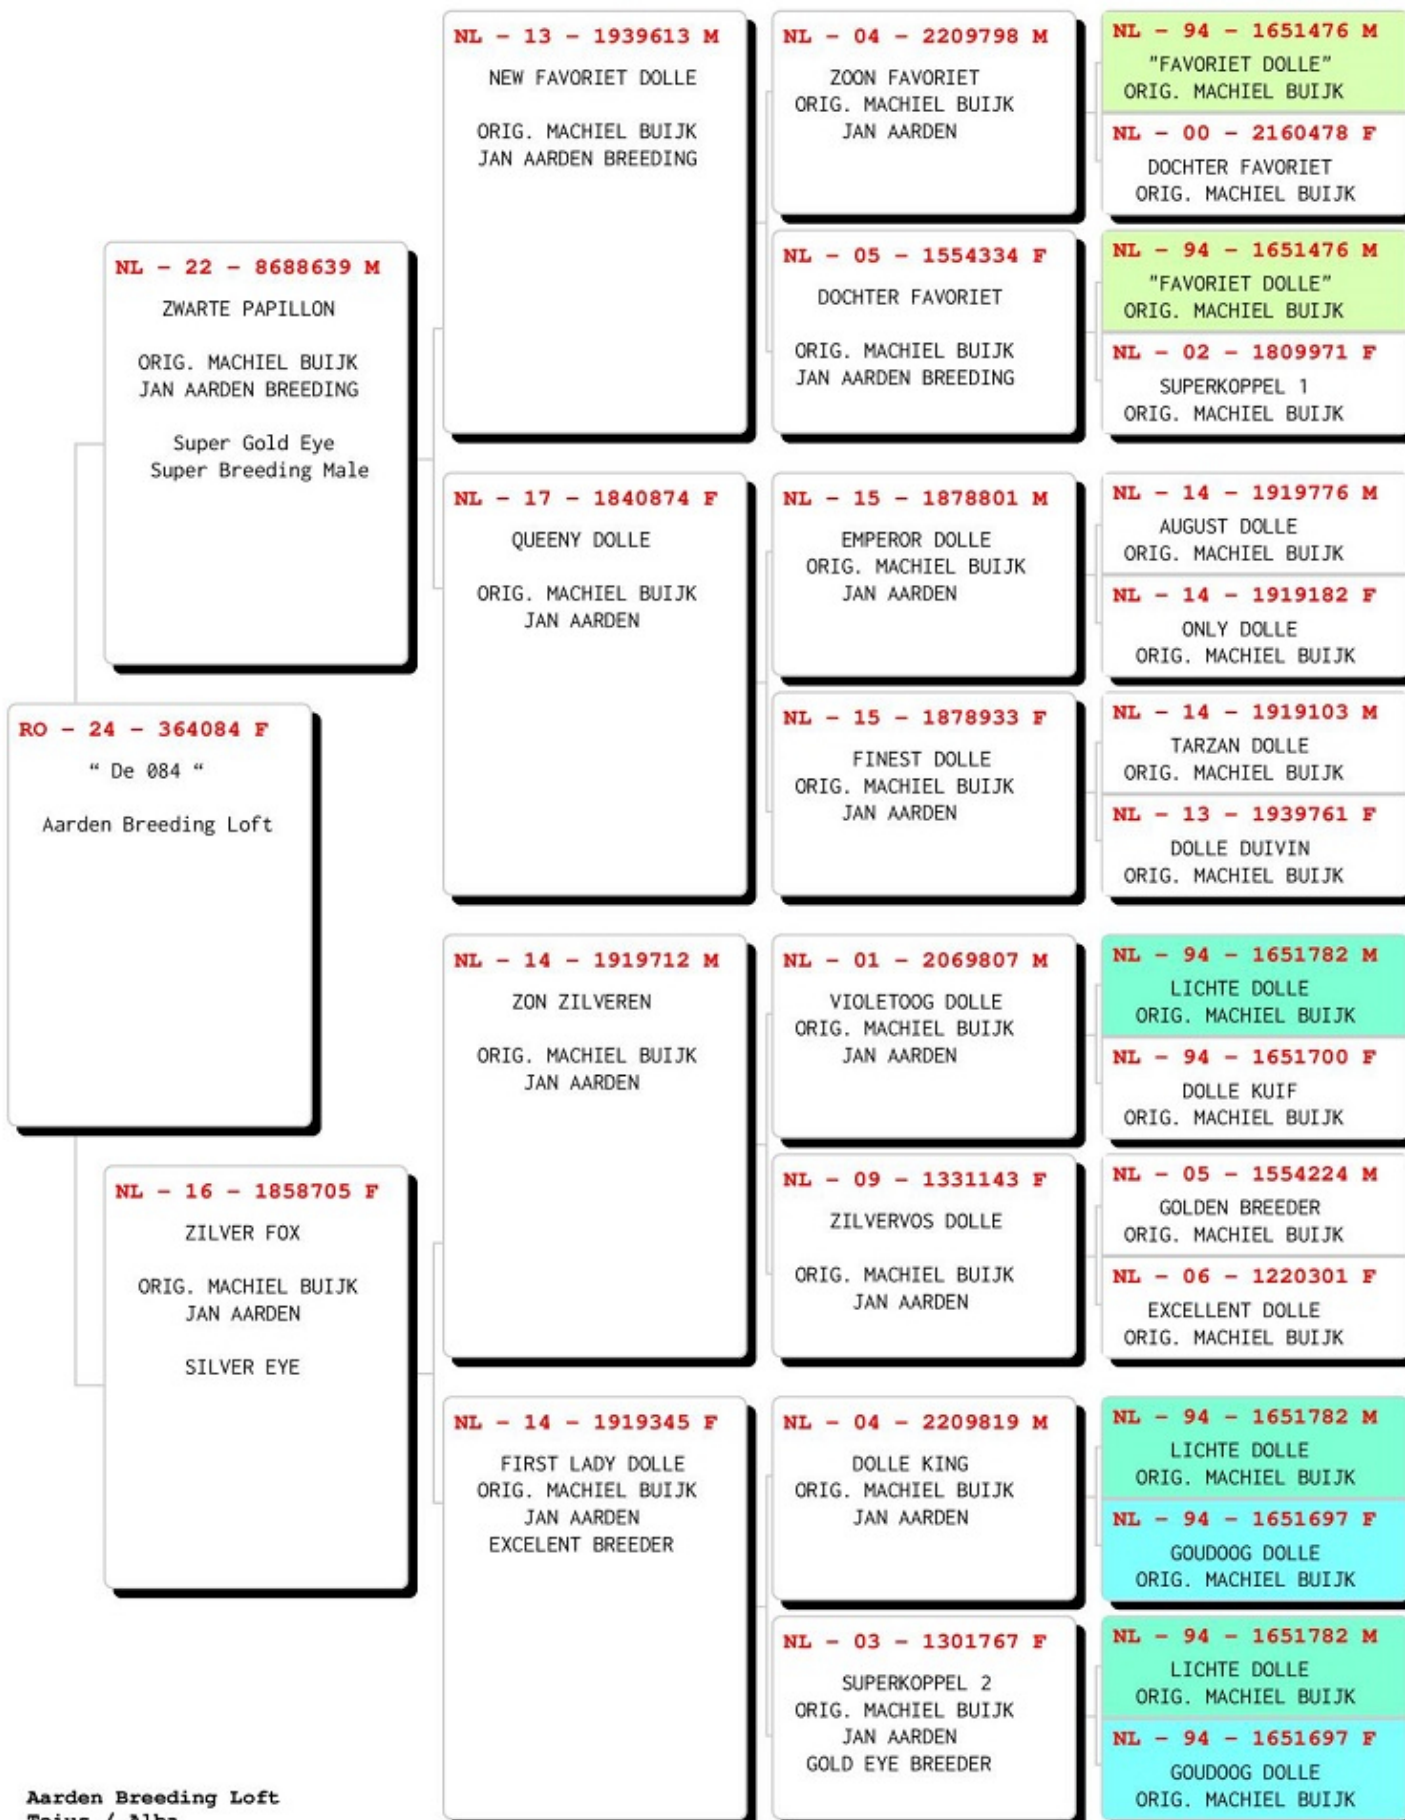 NL - 13 - 1939613 M
NEW FAVORIET DOLLE
ORIG. MACHIEL BUIJK
JAN AARDEN BREEDING
NL - 04 - 2209798 M
ZOON FAVORIET
ORIG. MACHIEL BUIJK
JAN AARDEN
NL - 94 - 1651476 M
"FAVORIET DOLLE"
ORIG. MACHIEL BUIJK
NL - 00 - 2160478 F
DOCHTER FAVORIET
ORIG. MACHIEL BUIJK
NL - 22 - 8688639 M
ZWARTE PAPILLON
ORIG. MACHIEL BUIJK
JAN AARDEN BREEDING
Super Gold Eye
Super Breeding Male
NL - 05 - 1554334 F
DOCHTER FAVORIET
ORIG. MACHIEL BUIJK
JAN AARDEN BREEDING
NL - 94 - 1651476 M
"FAVORIET DOLLE"
ORIG. MACHIEL BUIJK
NL - 02 - 1809971 F
SUPERKOPPEL 1
ORIG. MACHIEL BUIJK
NL - 17 - 1840874 F
QUEENY DOLLE
ORIG. MACHIEL BUIJK
JAN AARDEN
NL - 15 - 1878801 M
EMPEROR DOLLE
ORIG. MACHIEL BUIJK
JAN AARDEN
NL - 14 - 1919776 M
AUGUST DOLLE
ORIG. MACHIEL BUIJK
NL - 14 - 1919182 F
ONLY DOLLE
ORIG. MACHIEL BUIJK
RO - 24 - 364084 F
“ De 084 “
Aarden Breeding Loft
NL - 15 - 1878933 F
FINEST DOLLE
ORIG. MACHIEL BUIJK
JAN AARDEN
NL - 14 - 1919103 M
TARZAN DOLLE
ORIG. MACHIEL BUIJK
NL - 13 - 1939761 F
DOLLE DUIVIN
ORIG. MACHIEL BUIJK
NL - 14 - 1919712 M
ZON ZILVEREN
ORIG. MACHIEL BUIJK
JAN AARDEN
NL - 01 - 2069807 M
VIOLETOOG DOLLE
ORIG. MACHIEL BUIJK
JAN AARDEN
NL - 94 - 1651782 M
LICHTE DOLLE
ORIG. MACHIEL BUIJK
NL - 94 - 1651700 F
DOLLE KUIF
ORIG. MACHIEL BUIJK
NL - 16 - 1858705 F
ZILVER FOX
ORIG. MACHIEL BUIJK
JAN AARDEN
SILVER EYE
NL - 09 - 1331143 F
ZILVERVOS DOLLE
ORIG. MACHIEL BUIJK
JAN AARDEN
NL - 05 - 1554224 M
GOLDEN BREEDER
ORIG. MACHIEL BUIJK
NL - 06 - 1220301 F
EXCELLENT DOLLE
ORIG. MACHIEL BUIJK
NL - 14 - 1919345 F
FIRST LADY DOLLE
ORIG. MACHIEL BUIJK
JAN AARDEN
EXCELENT BREEDER
NL - 04 - 2209819 M
DOLLE KING
ORIG. MACHIEL BUIJK
JAN AARDEN
NL - 94 - 1651782 M
LICHTE DOLLE
ORIG. MACHIEL BUIJK
NL - 94 - 1651697 F
GOUDOOG DOLLE
ORIG. MACHIEL BUIJK
NL - 03 - 1301767 F
SUPERKOPPEL 2
ORIG. MACHIEL BUIJK
JAN AARDEN
GOLD EYE BREEDER
NL - 94 - 1651782 M
LICHTE DOLLE
ORIG. MACHIEL BUIJK
NL - 94 - 1651697 F
GOUDOOG DOLLE
ORIG. MACHIEL BUIJK
Aarden Breeding Loft